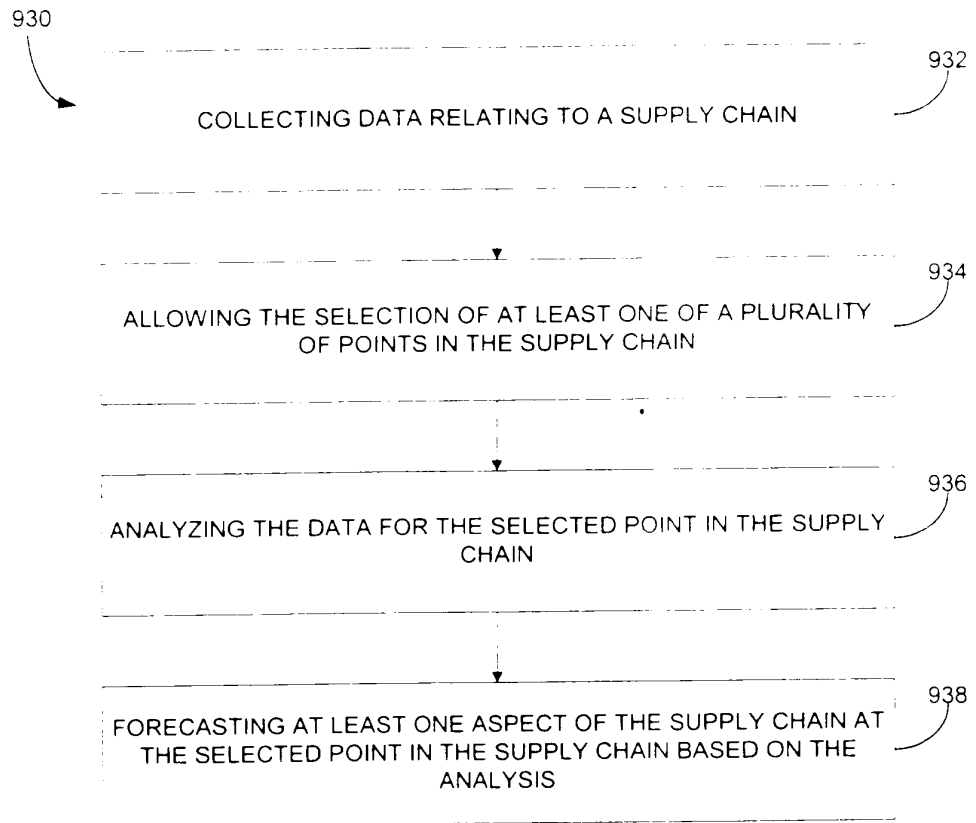 930
932
COLLECTING DATA RELATING TO A SUPPLY CHAIN
934
ALLOWING THE SELECTION OF AT LEAST ONE OF A PLURALITY
OF POINTS IN THE SUPPLY CHAIN
936
ANALYZING THE DATA FOR THE SELECTED POINT IN THE SUPPLY
CHAIN
938
FORECASTING AT LEAST ONE ASPECT OF THE SUPPLY CHAIN AT
THE SELECTED POINT IN THE SUPPLY CHAIN BASED ON THE
ANALYSIS